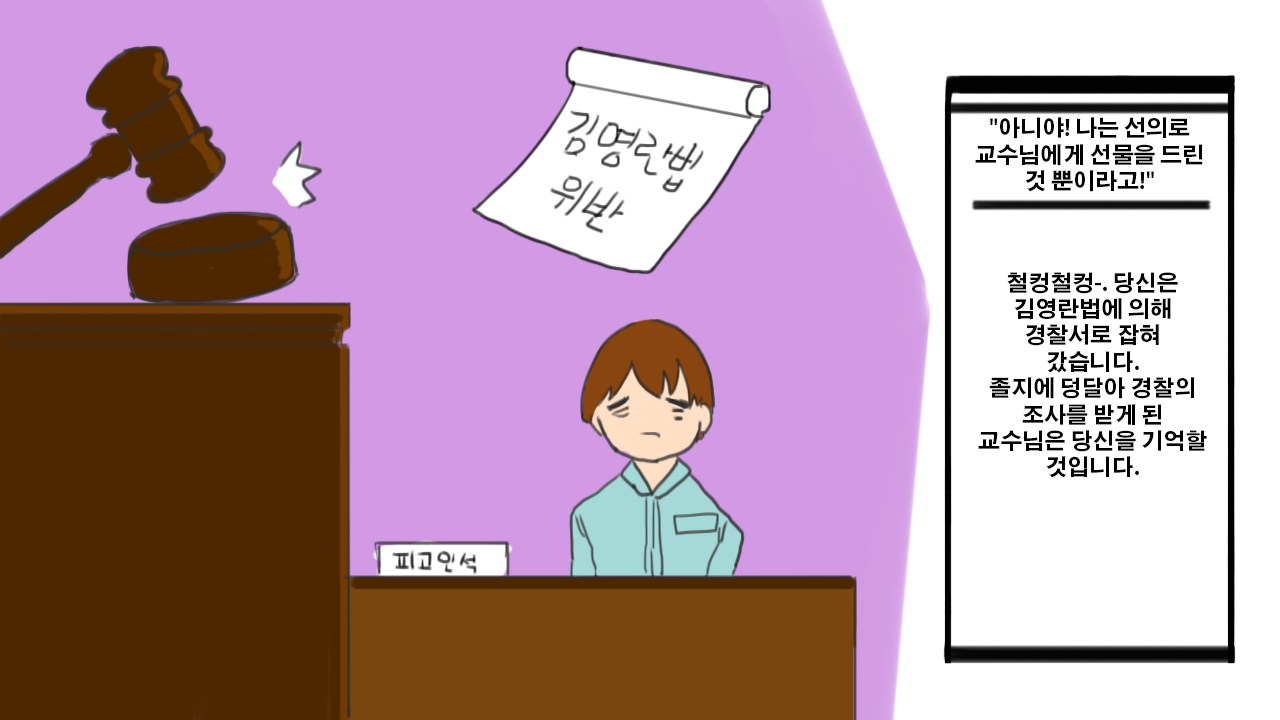 김영란법
위반
피고인석
"아니야! 나는 선의로
교수님에게 선물을 드린
것 뿐이라고!"
철컹철컹-. 당신은
김영란법에 의해
경찰서로 잡혀
갔습니다.
졸지에 덩달아 경찰의
조사를 받게 된
교수님은 당신을 기억할
것입니다.